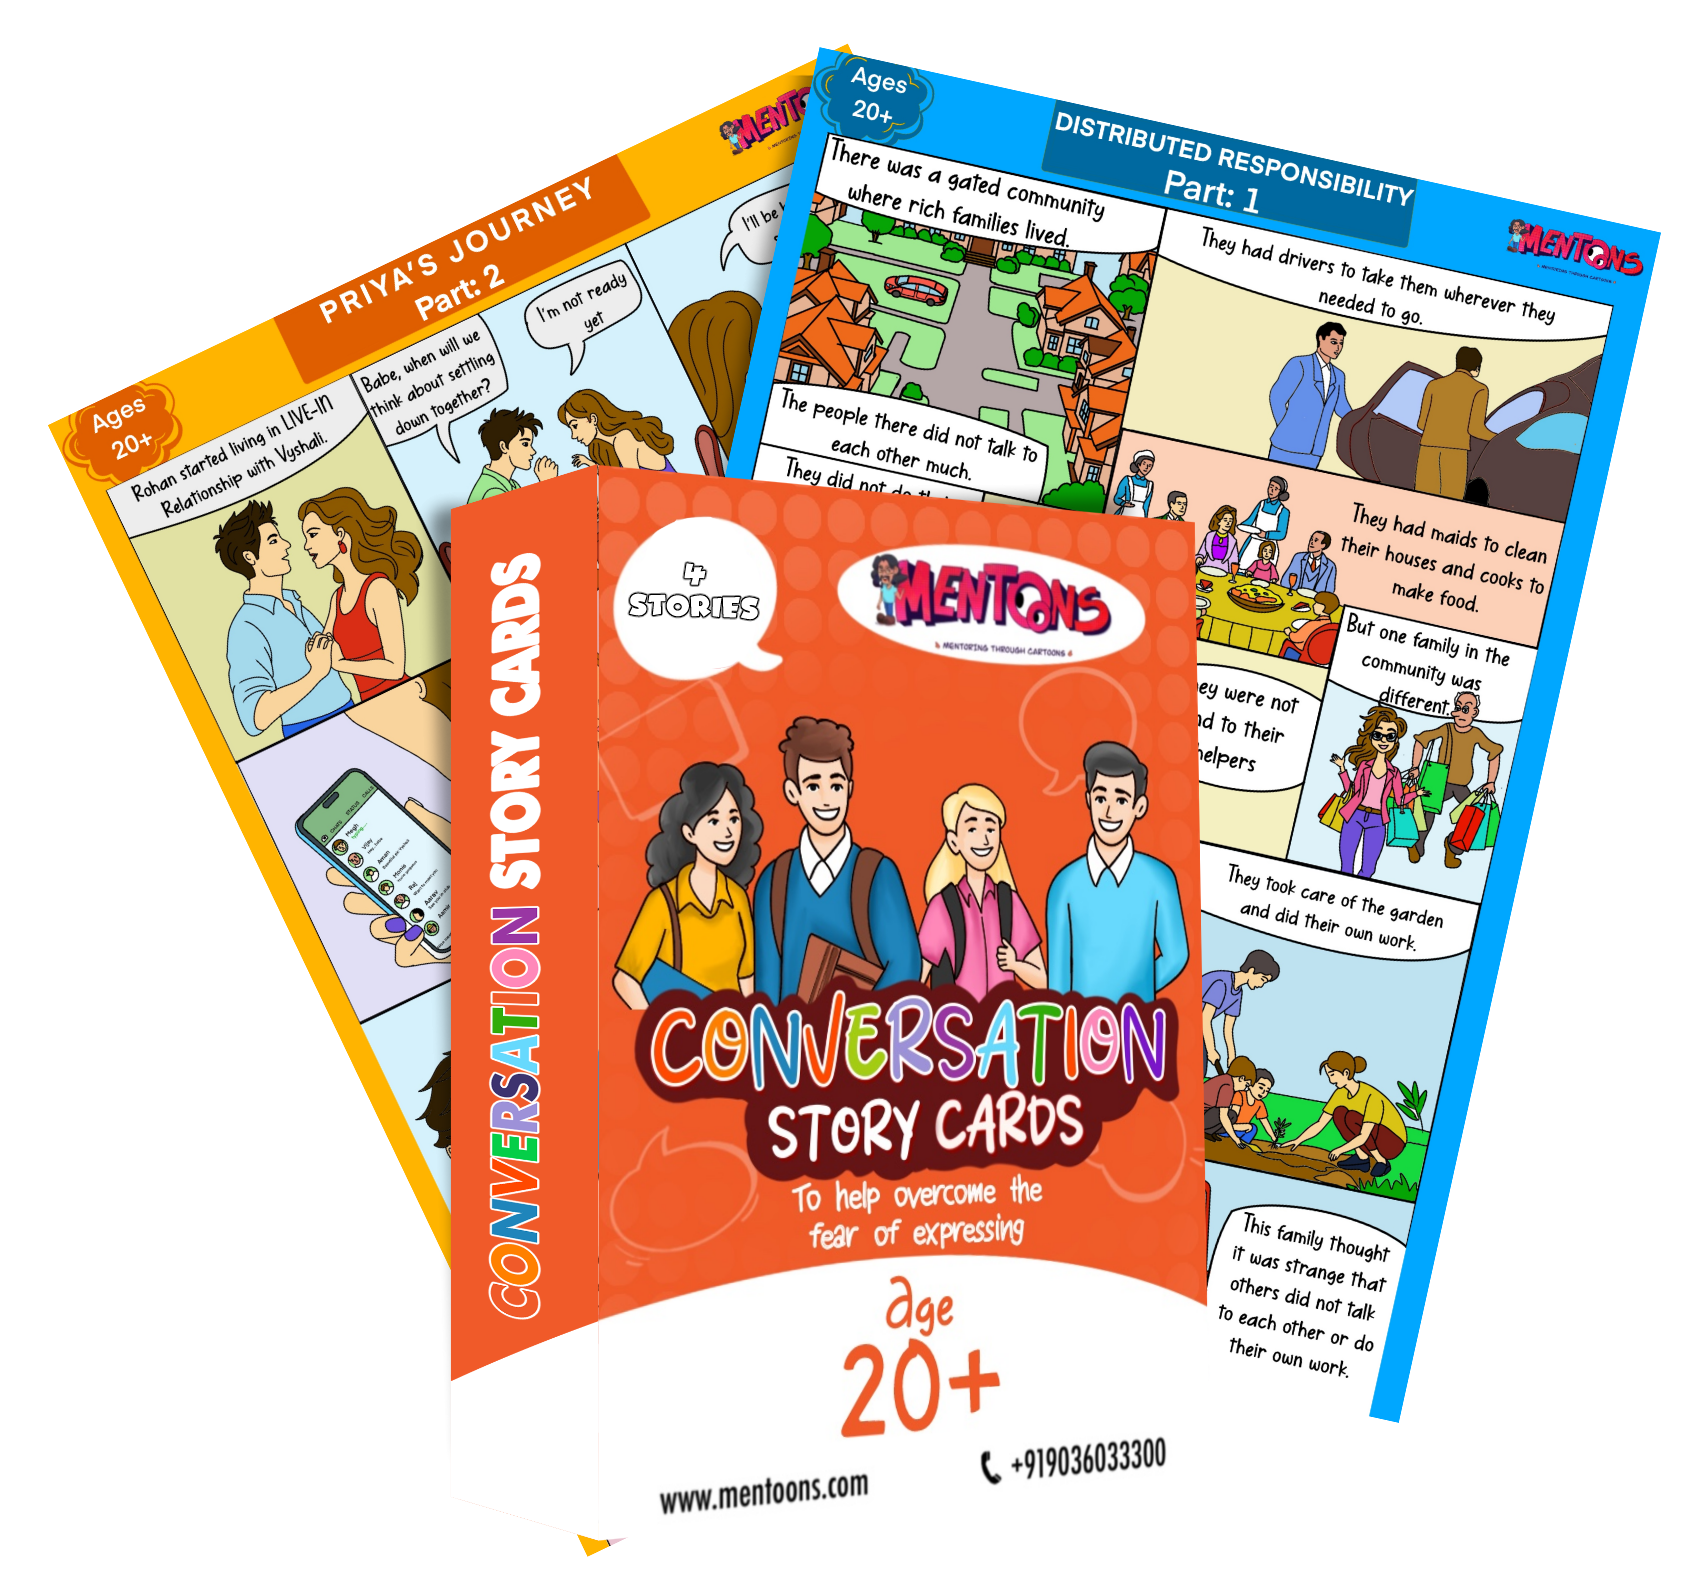 Ages
20+
PRIYA'S JOURNEY
Part: 2
MENTO
Rohan started living in LIVE-IN
Relationship with Vyshali.
Babe, when will we
think about settling
down together?
I'm not ready
yet
I'll be
Ages
20+
DISTRIBUTED RESPONSIBILITY
Part: 1
MENTOONS
MENTORING THROUGH CARTOONS
There was a gated community
where rich families lived.
The people there did not talk to
each other much.
They did not do their
They had drivers to take them wherever they
needed to go.
They had maids to clean
their houses and cooks to
make food.
ey were not
nd to their
helpers
But one family in the
community was
different.
They took care of the garden
and did their own work.
This family thought
it was strange that
others did not talk
to each other or do
their own work.
CONVERSATION STORY CARDS
4
STORIES
MENTOONS
MENTORING THROUGH CARTOONS
CONVERSATION
STORY CARDS
To help overcome the
fear of expressing
age
20+
www.mentoons.com
+919036033300